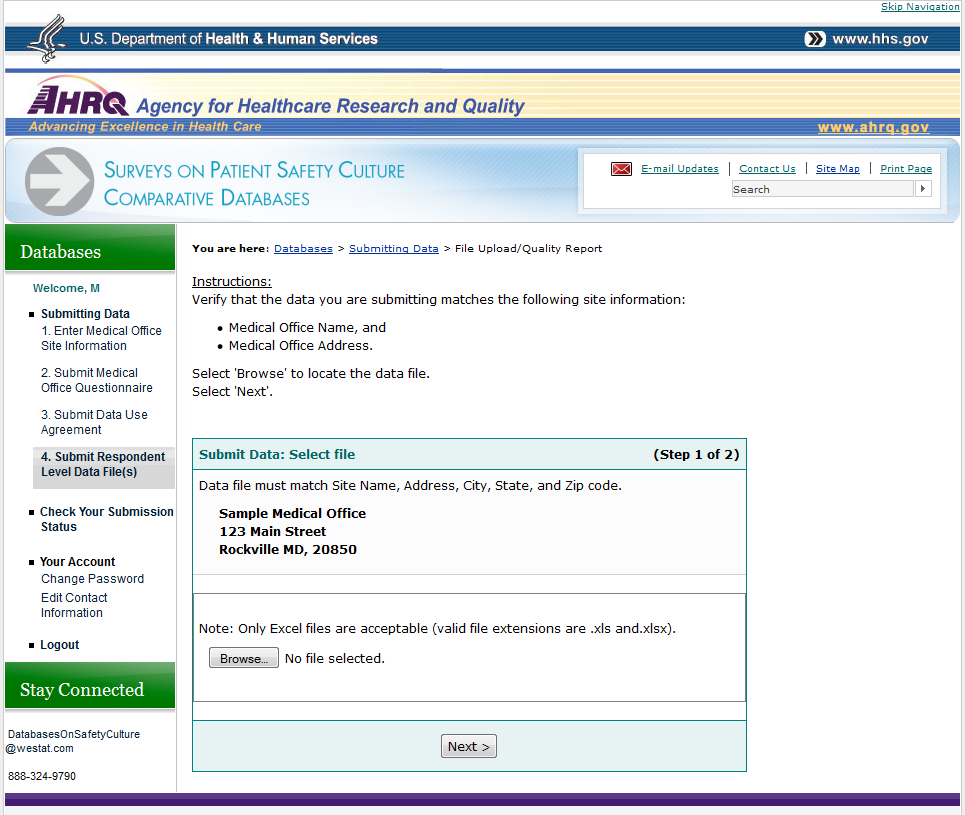 Skip Navigation
U.S. Department of Health & Human Services
www.hhs.gov
AHRQ Agency for Healthcare Research and Quality
Advancing Excellence in Health Care
www.ahrq.gov
SURVEYS ON PATIENT SAFETY CULTURE
COMPARATIVE DATABASES
E-mail Updates | Contact Us | Site Map | Print Page
Search
Databases
Welcome, M
Submitting Data
1. Enter Medical Office
Site Information
2. Submit Medical
Office Questionnaire
3. Submit Data Use
Agreement
4. Submit Respondent
Level Data File(s)
Check Your Submission
Status
Your Account
Change Password
Edit Contact
Information
Logout
Stay Connected
DatabasesOnSafetyCulture
@westat.com
888-324-9790
You are here: Databases > Submitting Data > File Upload/Quality Report
Instructions:
Verify that the data you are submitting matches the following site information:
• Medical Office Name, and
• Medical Office Address.
Select 'Browse' to locate the data file.
Select 'Next'.
Submit Data: Select file (Step 1 of 2)
Data file must match Site Name, Address, City, State, and Zip code.
Sample Medical Office
123 Main Street
Rockville MD, 20850
Note: Only Excel files are acceptable (valid file extensions are .xls and.xlsx).
Browse... No file selected.
Next >